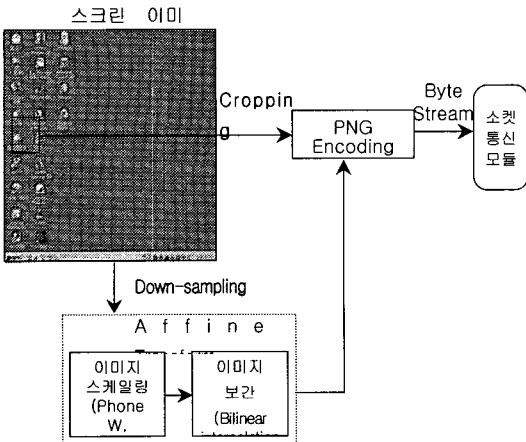 스크린 이미
Croppin
g
PNG
Encoding
Byte
Stream
소켓
통신
모듈
Down-sampling
Affine
이미지
스케일링
(Phone
W,
이미지
보간
(Bilinear